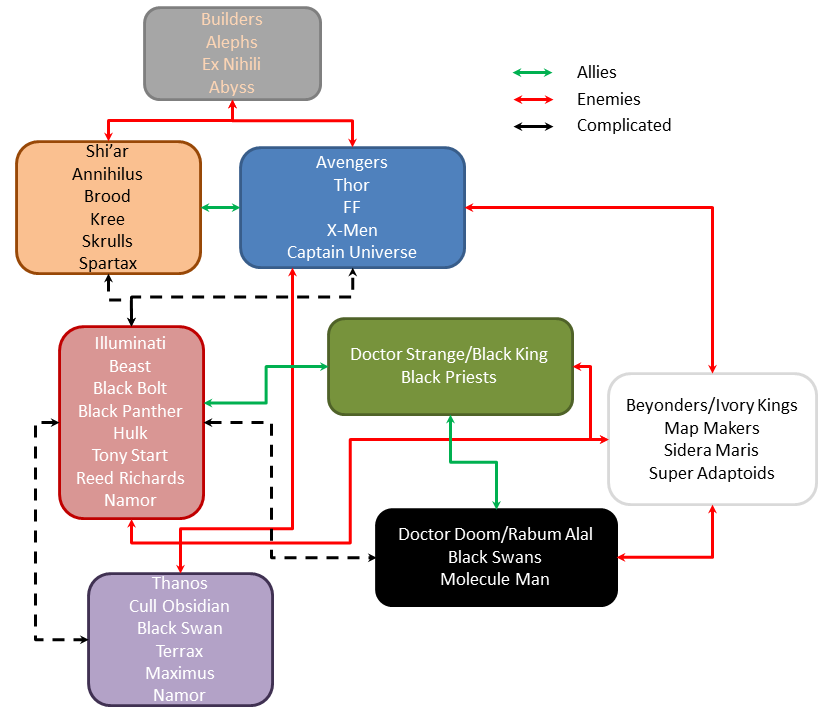 Builders
Alephs
Ex Nihili
Abyss
Allies
Enemies
Complicated
Shi’ar
Annihilus
Brood
Kree
Skrulls
Spartax
Avengers
Thor
FF
X-Men
Captain Universe
Illuminati
Beast
Black Bolt
Black Panther
Hulk
Tony Start
Reed Richards
Namor
Doctor Strange/Black King
Black Priests
Beyonders/Ivory Kings
Map Makers
Sidera Maris
Super Adaptoids
Doctor Doom/Rabum Alal
Black Swans
Molecule Man
Thanos
Cull Obsidian
Black Swan
Terrax
Maximus
Namor